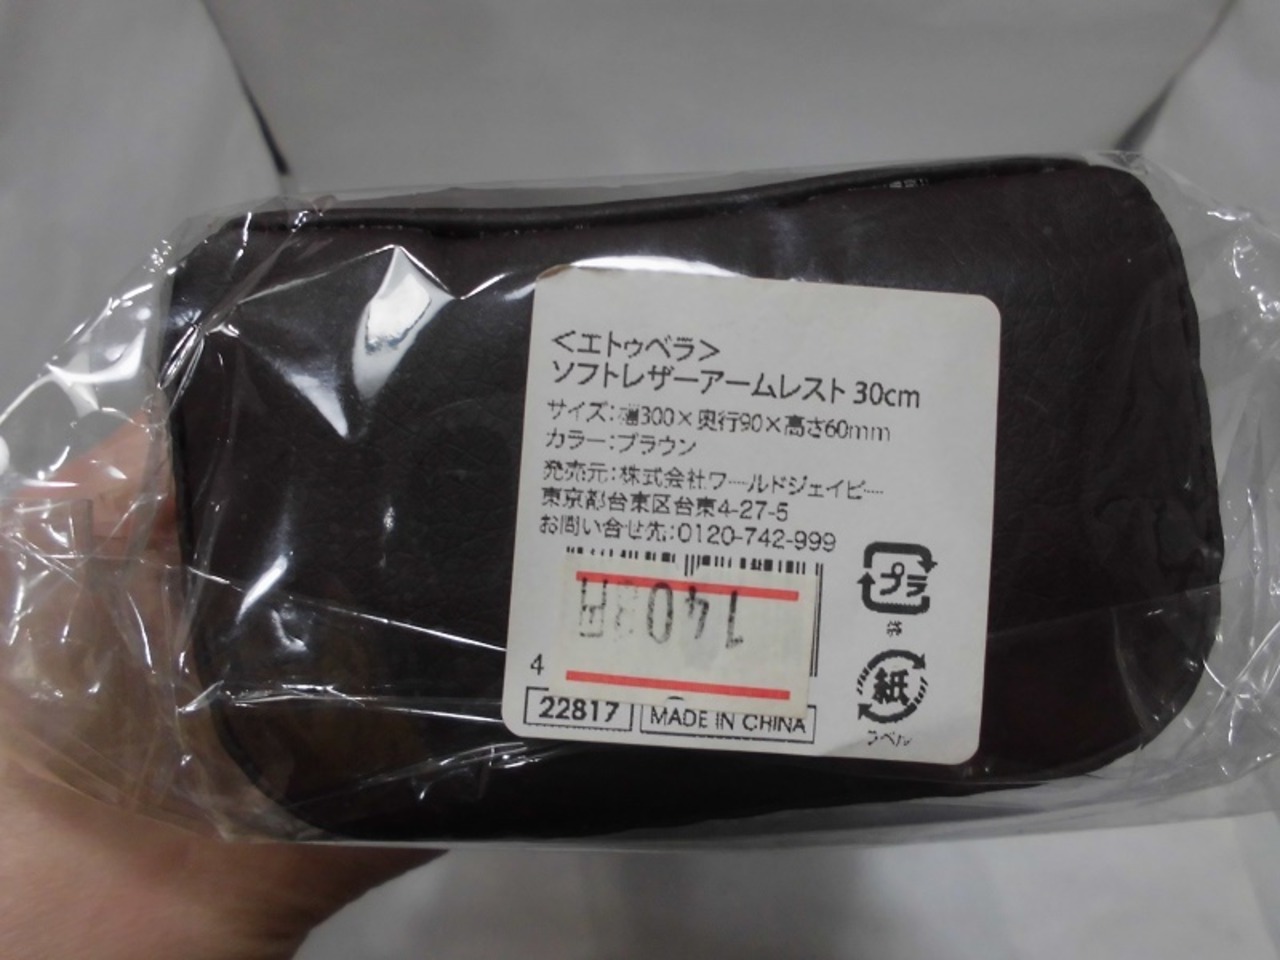 <エトゥベラ>
ソフトレザーアームレスト 30cm
サイズ:幅300×奥行90×高さ60mm
カラー:ブラウン
発売元:株式会社ワールドジェイビー
東京都台東区台東4-27-5
お問い合せ先:0120-742-999
プラ
袋
140円
4
紙
22817
MADE IN CHINA
ラベル